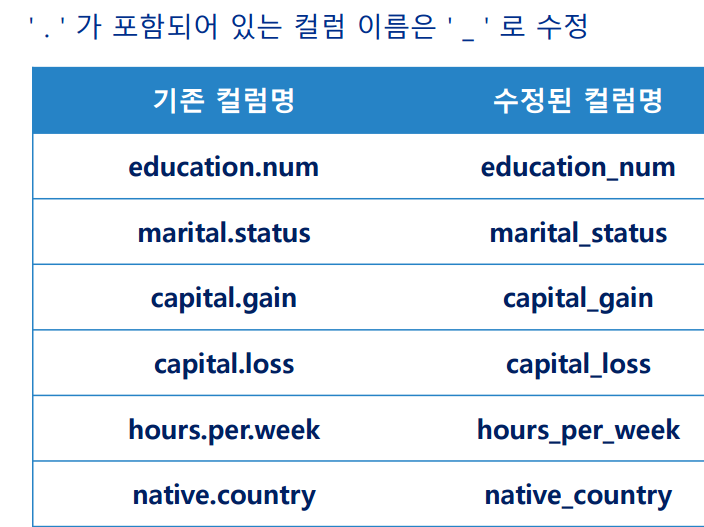 ' . ' 가 포함되어 있는 컬럼 이름은 ' _ ' 로 수정
기존 컬럼명 수정된 컬럼명
education.num education_num
marital.status marital_status
capital.gain capital_gain
capital.loss capital_loss
hours.per.week hours_per_week
native.country native_country